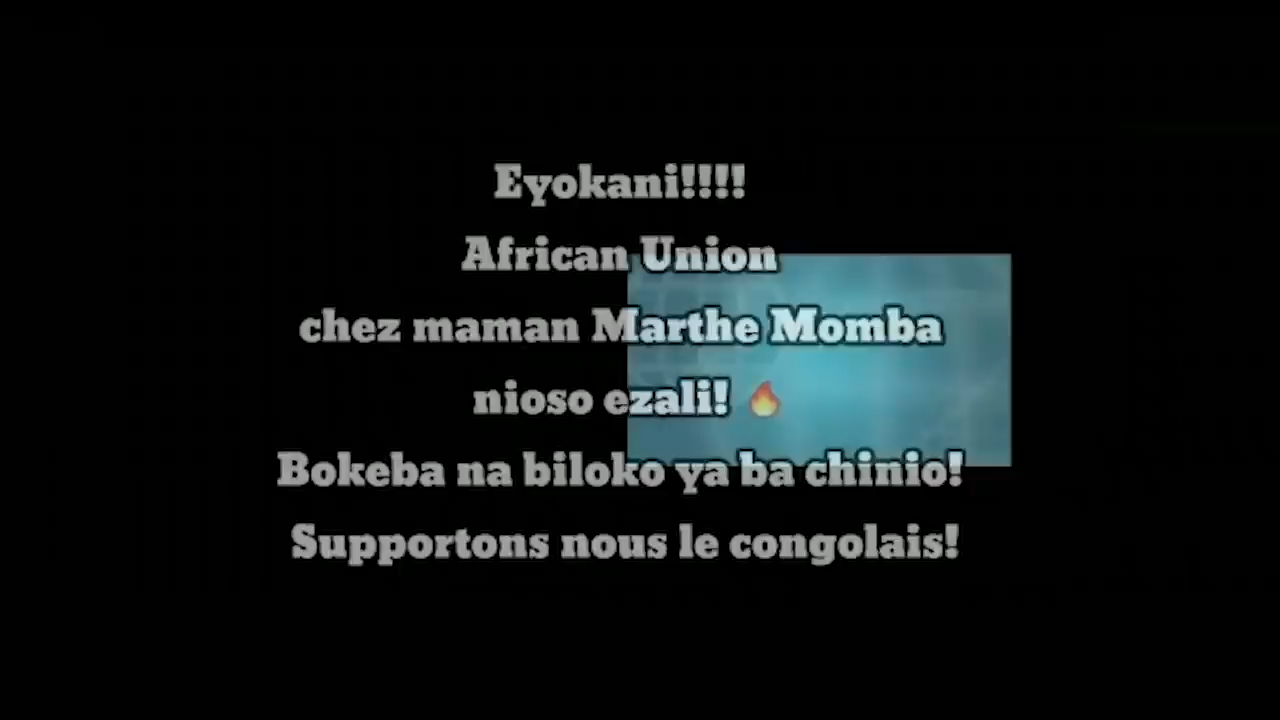 Eyokani!!!!
African Union
chez maman Marthe Momba
nioso ezali! 🔥
Bokeba na biloko ya ba chinio!
Supportons nous le congolais!